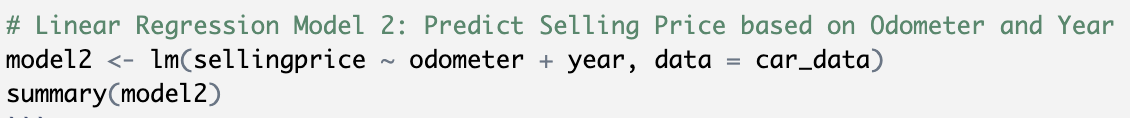 # Linear Regression Model 2: Predict Selling Price based on Odometer and Year
model2 <- lm(sellingprice ~ odometer + year, data = car_data)
summary(model2)